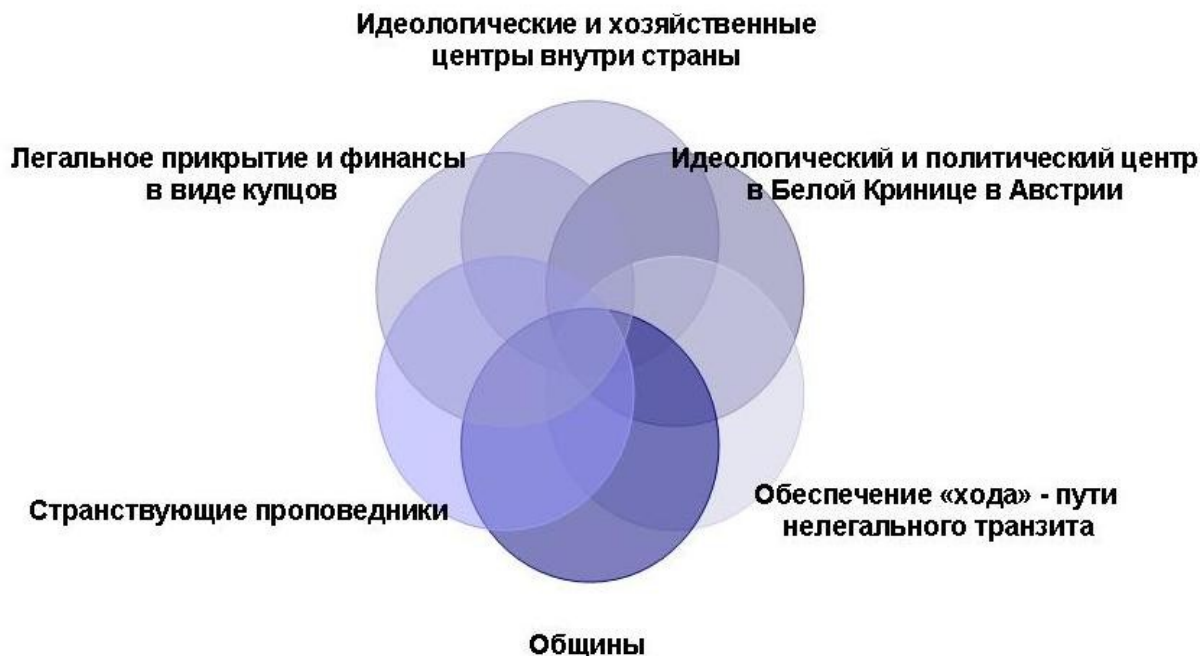 Идеологические и хозяйственные
центры внутри страны
Легальное прикрытие и финансы
в виде купцов
Идеологический и политический центр
в Белой Кринице в Австрии
Странствующие проповедники
Обеспечение «хода» - пути
нелегального транзита
Общины